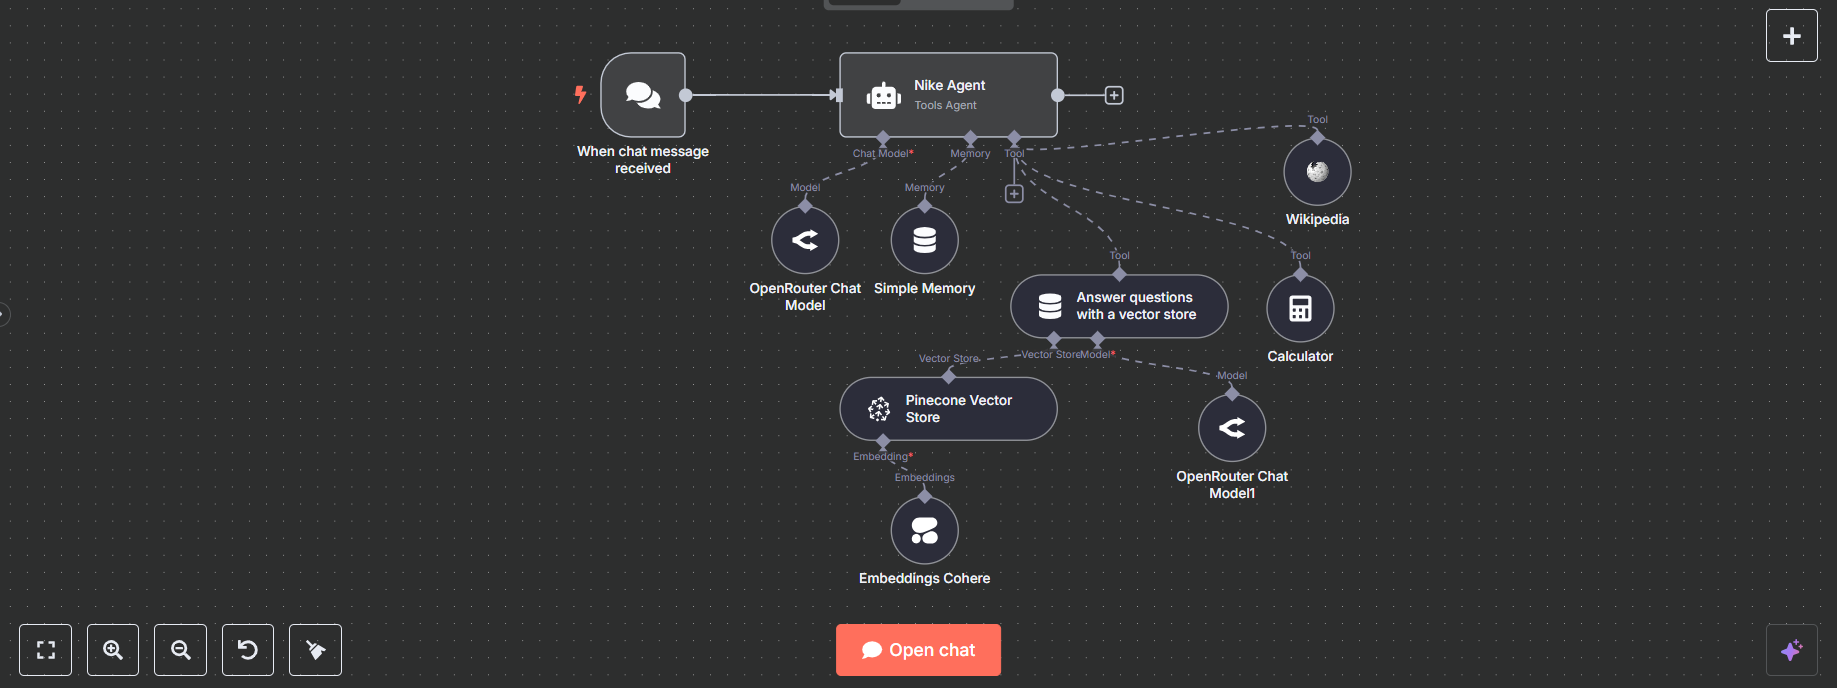 Nike Agent
Tools Agent
When chat message
received
Chat Model*
Memory
Tool
Tool
Wikipedia
Model
OpenRouter Chat
Model
Memory
Simple Memory
Tool
Answer questions
with a vector store
Tool
Calculator
Vector Store
Model*
Vector Store
Pinecone Vector
Store
Model
OpenRouter Chat
Model1
Embedding*
Embeddings
Embeddings Cohere
Open chat